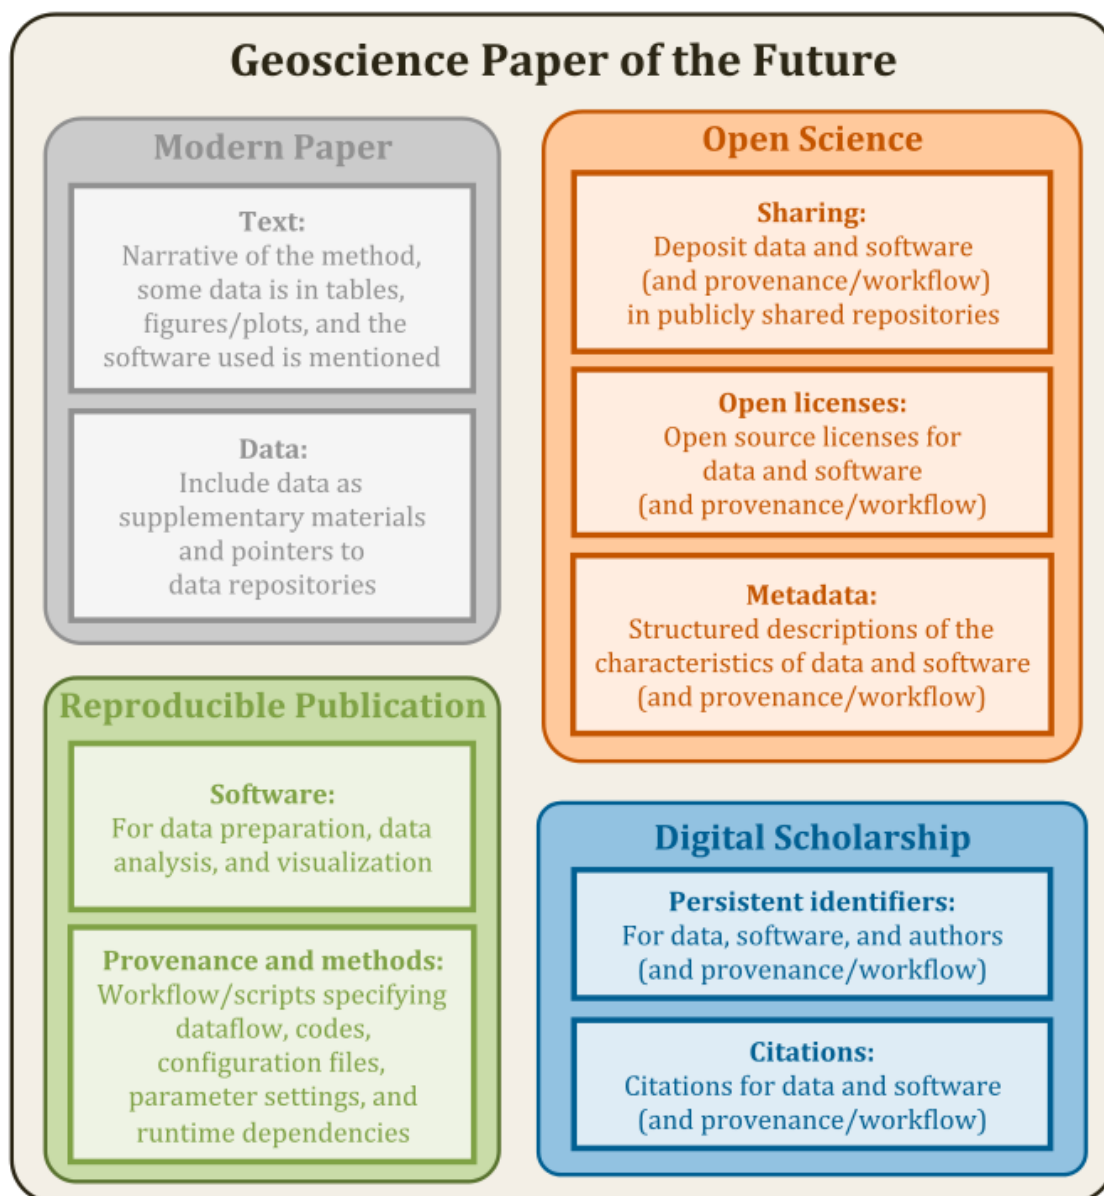 Geoscience Paper of the Future
Modern Paper
Text:
Narrative of the method,
some data is in tables,
figures/plots, and the
software used is mentioned
Data:
Include data as
supplementary materials
and pointers to
data repositories
Reproducible Publication
Software:
For data preparation, data
analysis, and visualization
Provenance and methods:
Workflow/scripts specifying
dataflow, codes,
configuration files,
parameter settings, and
runtime dependencies
Open Science
Sharing:
Deposit data and software
(and provenance/workflow)
in publicly shared repositories
Open licenses:
Open source licenses for
data and software
(and provenance/workflow)
Metadata:
Structured descriptions of the
characteristics of data and software
(and provenance/workflow)
Digital Scholarship
Persistent identifiers:
For data, software, and authors
(and provenance/workflow)
Citations:
Citations for data and software
(and provenance/workflow)